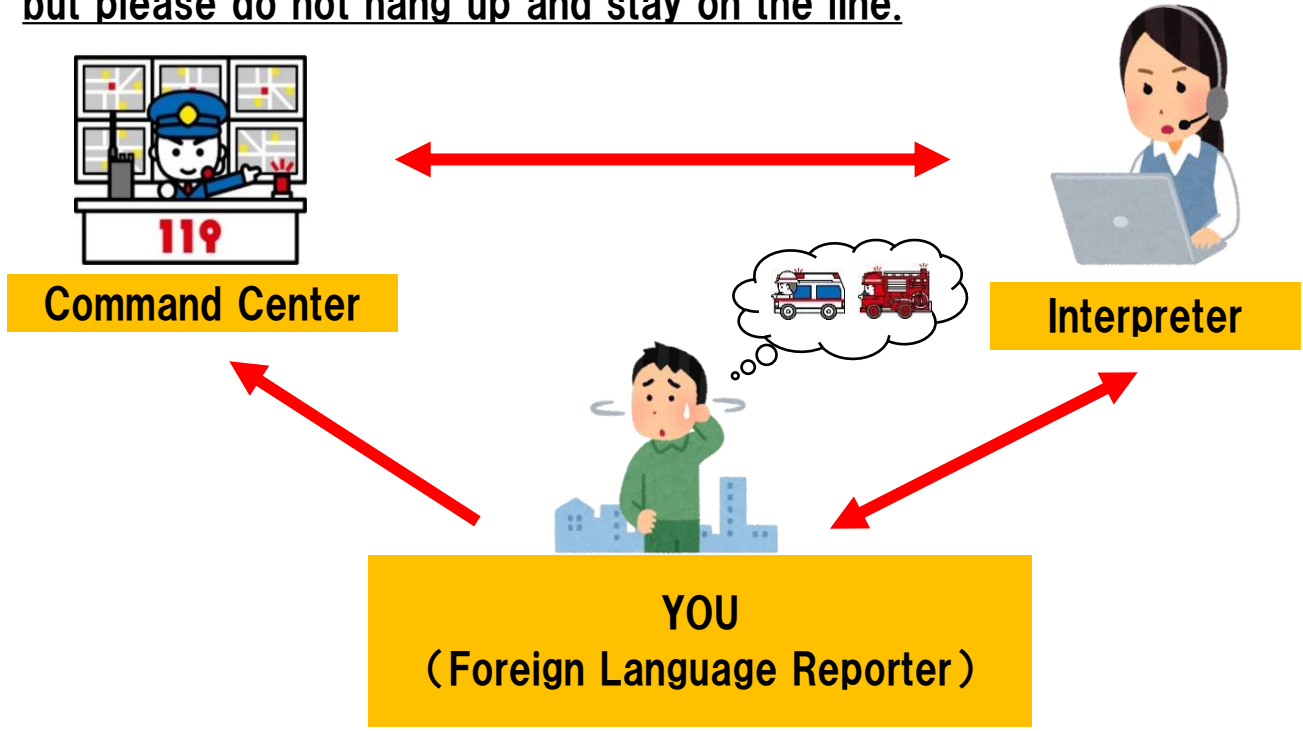 but please do not hang up and stay on the line.
119
Command Center
Interpreter
YOU
（Foreign Language Reporter）